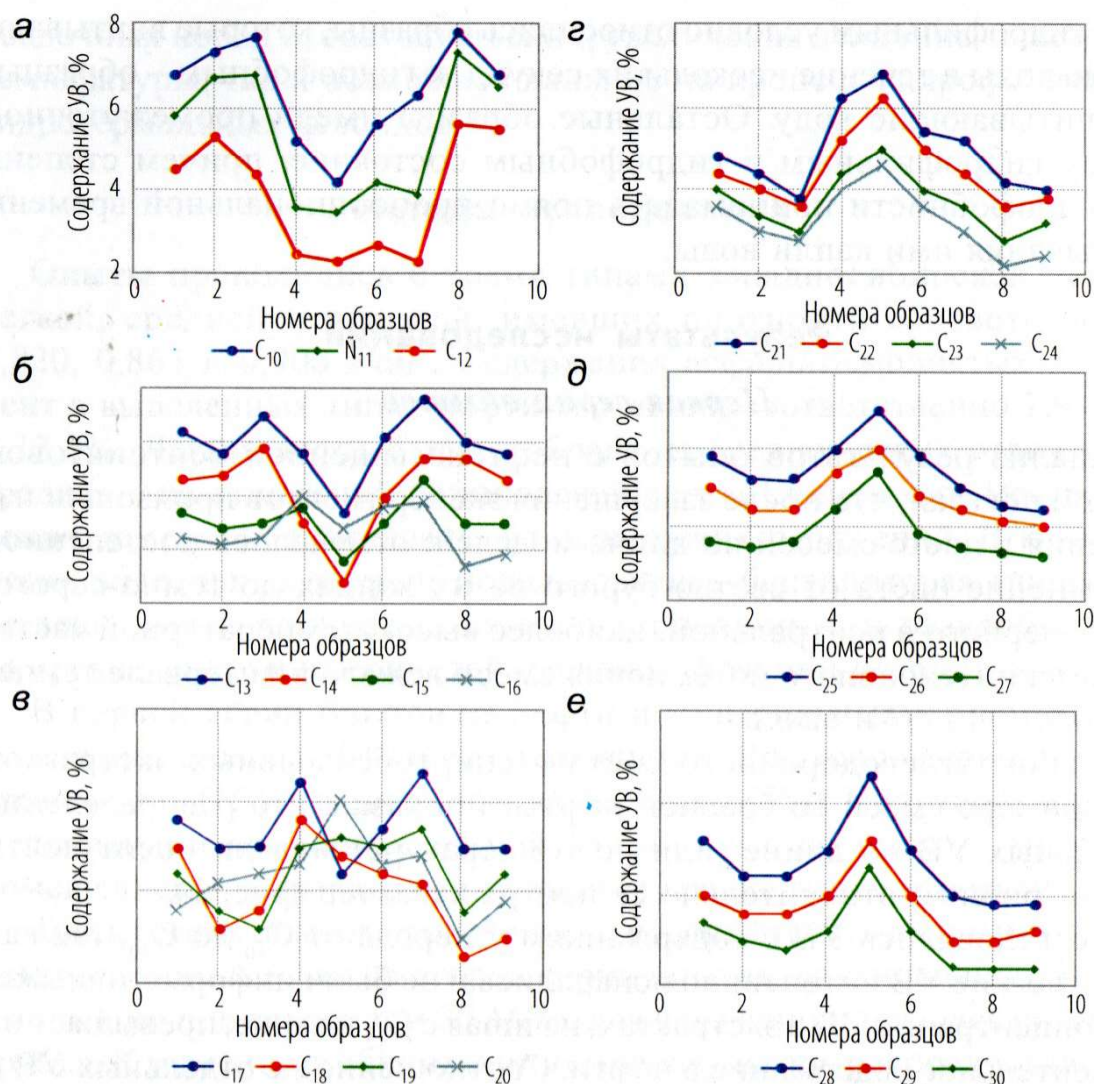 а
Содержание УВ, %
8
6
4
2
0 2 4 6 8 10
Номера образцов
C₁₀ Ñ₁₁ C₁₂
г
Содержание УВ, %
0 2 4 6 8 10
Номера образцов
C₂₁ C₂₂ C₂₃ C₂₄
б
Содержание УВ, %
0 2 4 6 8 10
Номера образцов
C₁₃ C₁₄ C₁₅ C₁₆
д
Содержание УВ, %
0 2 4 6 8 10
Номера образцов
C₂₅ C₂₆ C₂₇
в
Содержание УВ, %
0 2 4 6 8 10
Номера образцов
C₁₇ C₁₈ C₁₉ C₂₀
е
Содержание УВ, %
0 2 4 6 8 10
Номера образцов
C₂₈ C₂₉ C₃₀